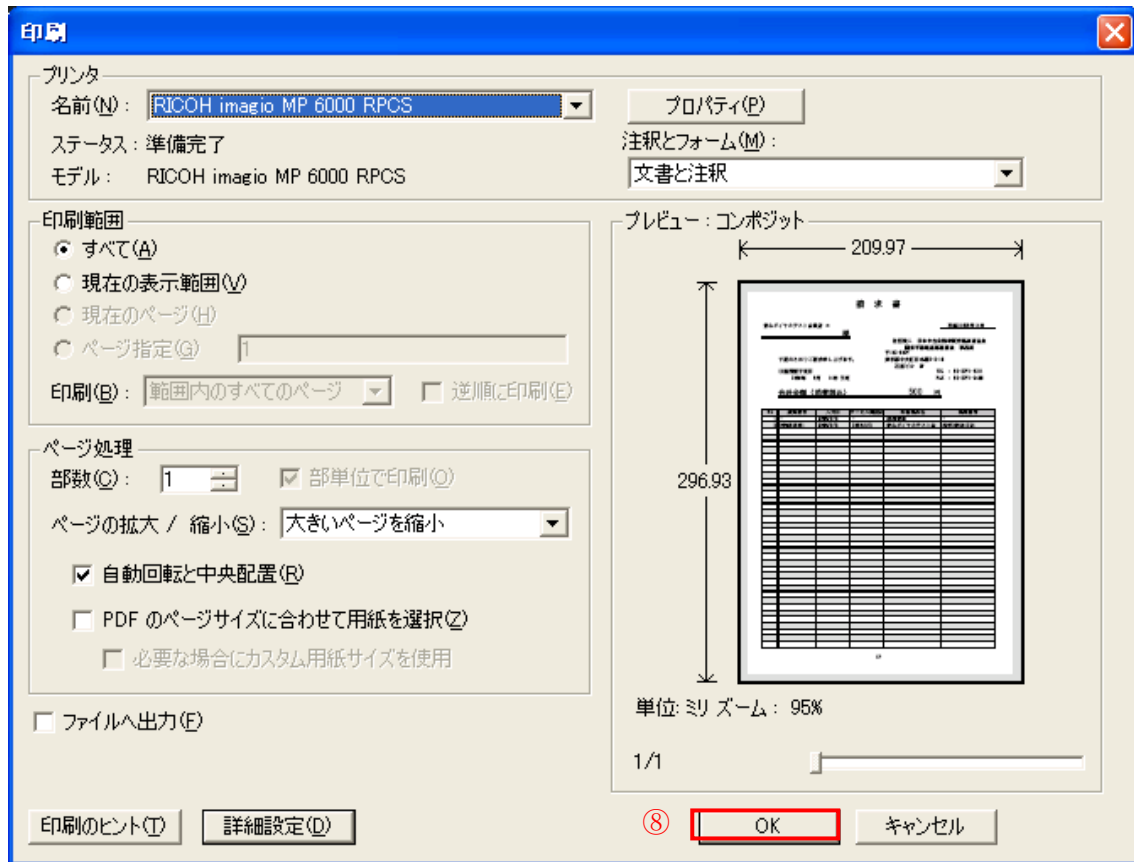 印刷
プリンタ
名前(N): RICOH imagio MP 6000 RPCS
プロパティ(P)
ステータス: 準備完了
注釈とフォーム(M):
モデル: RICOH imagio MP 6000 RPCS
文書と注釈
印刷範囲
すべて(A)
現在の表示範囲(V)
現在のページ(H)
ページ指定(G) 1
印刷(B): 範囲内のすべてのページ 逆順に印刷(E)
ページ処理
部数(C): 1 部単位で印刷(O)
ページの拡大 / 縮小(S): 大きいページを縮小
自動回転と中央配置(R)
PDF のページサイズに合わせて用紙を選択(Z)
必要な場合にカスタム用紙サイズを使用
ファイルへ出力(F)
プレビュー: コンポジット
209.97
296.93
請 求 書
単位: ミリ ズーム: 95%
1/1
印刷のヒント(T) 詳細設定(D) ⑧ OK キャンセル